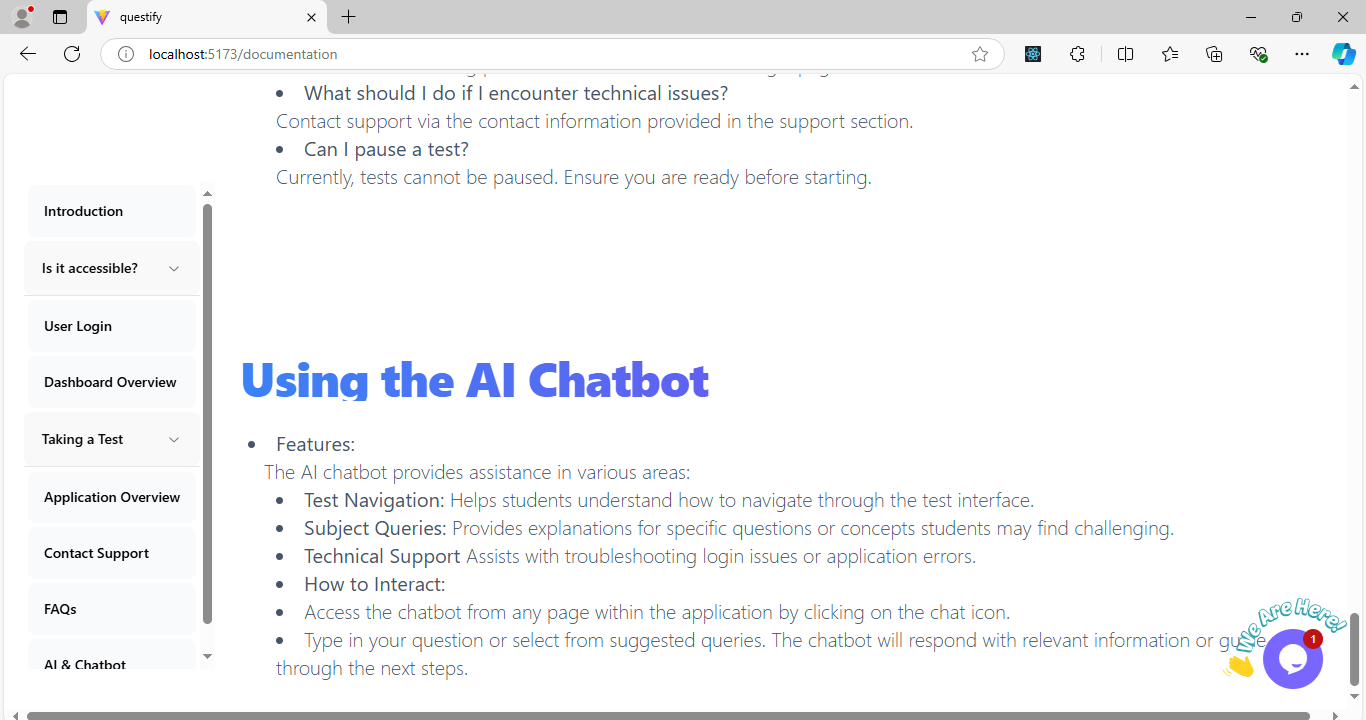 questify
localhost:5173/documentation
What should I do if I encounter technical issues?
Contact support via the contact information provided in the support section.
Can I pause a test?
Currently, tests cannot be paused. Ensure you are ready before starting.
Introduction
Is it accessible?
User Login
Dashboard Overview
Taking a Test
Application Overview
Contact Support
FAQs
AI & Chatbot
Using the AI Chatbot
Features:
The AI chatbot provides assistance in various areas:
Test Navigation: Helps students understand how to navigate through the test interface.
Subject Queries: Provides explanations for specific questions or concepts students may find challenging.
Technical Support Assists with troubleshooting login issues or application errors.
How to Interact:
Access the chatbot from any page within the application by clicking on the chat icon.
Type in your question or select from suggested queries. The chatbot will respond with relevant information or
through the next steps.
We Are Here!
1